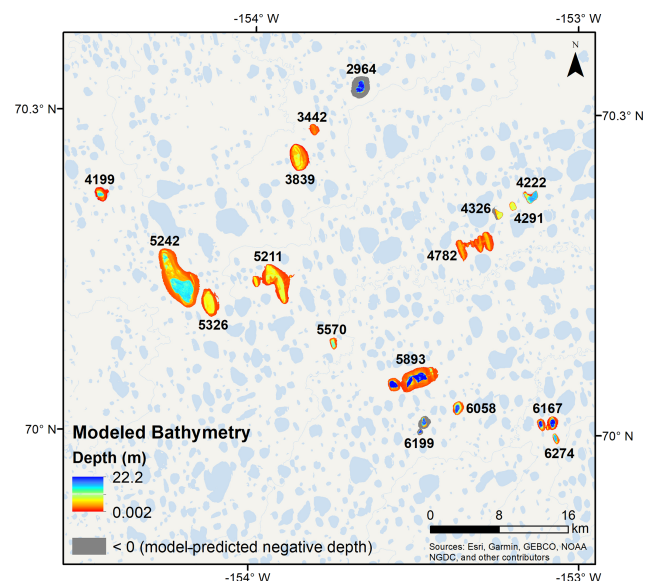 -154° W
-153° W
N
2964
70.3° N
70.3° N
3442
3839
4199
4222
4326
4291
5242
5211
4782
5326
5570
5893
6058
6167
6199
6274
70° N
70° N
Modeled Bathymetry
Depth (m)
22.2
0.002
< 0 (model-predicted negative depth)
0
8
16
km
Sources: Esri, Garmin, GEBCO, NOAA
NGDC, and other contributors
-154° W
-153° W